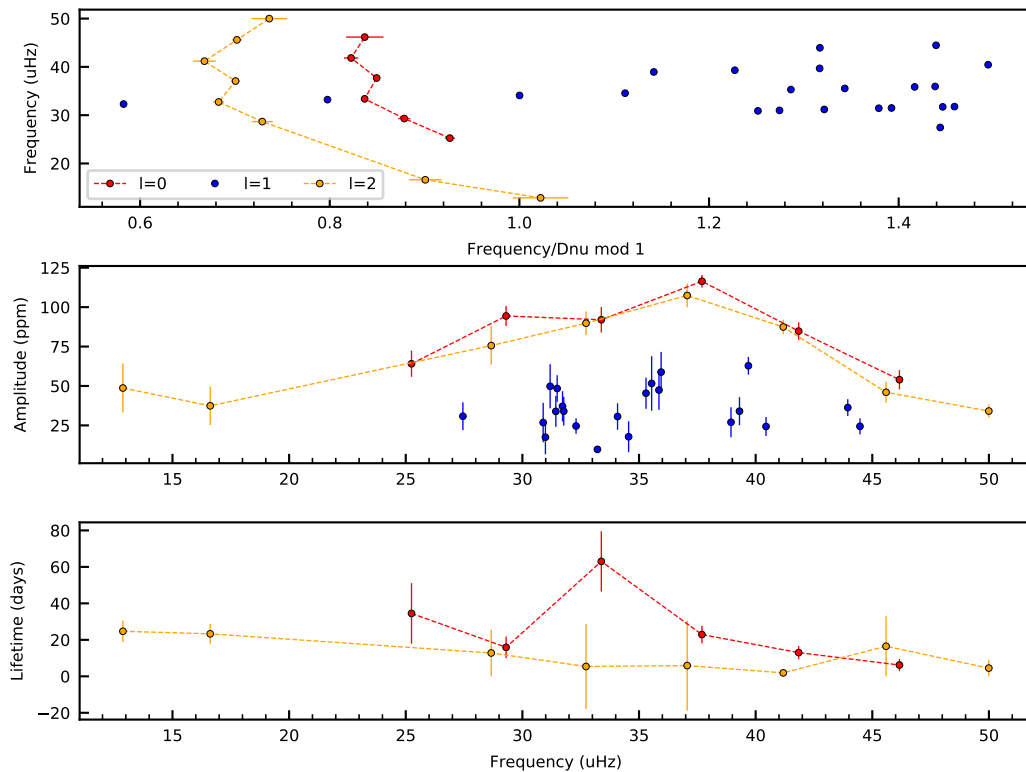 Frequency (uHz)
50
40
30
20
l=0 l=1 l=2
0.6 0.8 1.0 1.2 1.4
Frequency/Dnu mod 1
Amplitude (ppm)
125
100
75
50
25
15 20 25 30 35 40 45 50
Lifetime (days)
80
60
40
20
0
−20
15 20 25 30 35 40 45 50
Frequency (uHz)